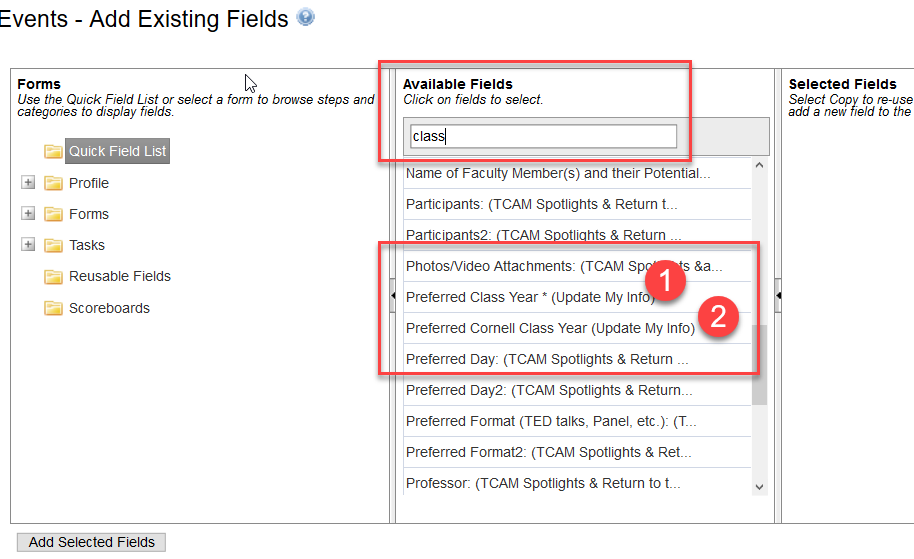 Events - Add Existing Fields
Forms
Use the Quick Field List or select a form to browse steps and
categories to display fields.
Quick Field List
Profile
Forms
Tasks
Reusable Fields
Scoreboards
Available Fields
Click on fields to select.
class
Name of Faculty Member(s) and their Potential...
Participants: (TCAM Spotlights & Return t...
Participants2: (TCAM Spotlights & Return ...
Photos/Video Attachments: (TCAM &a...
Preferred Class Year * (Update My Info)
1
Preferred Cornell Class Year (Update My Info)
2
Preferred Day: (TCAM Spotlights & Return ...
Preferred Day2: (TCAM Spotlights & Return...
Preferred Format (TED talks, Panel, etc.): (T...
Preferred Format2: (TCAM Spotlights & Ret...
Professor: (TCAM Spotlights & Return to t...
Selected Fields
Select Copy to re-use
add a new field to the
Add Selected Fields